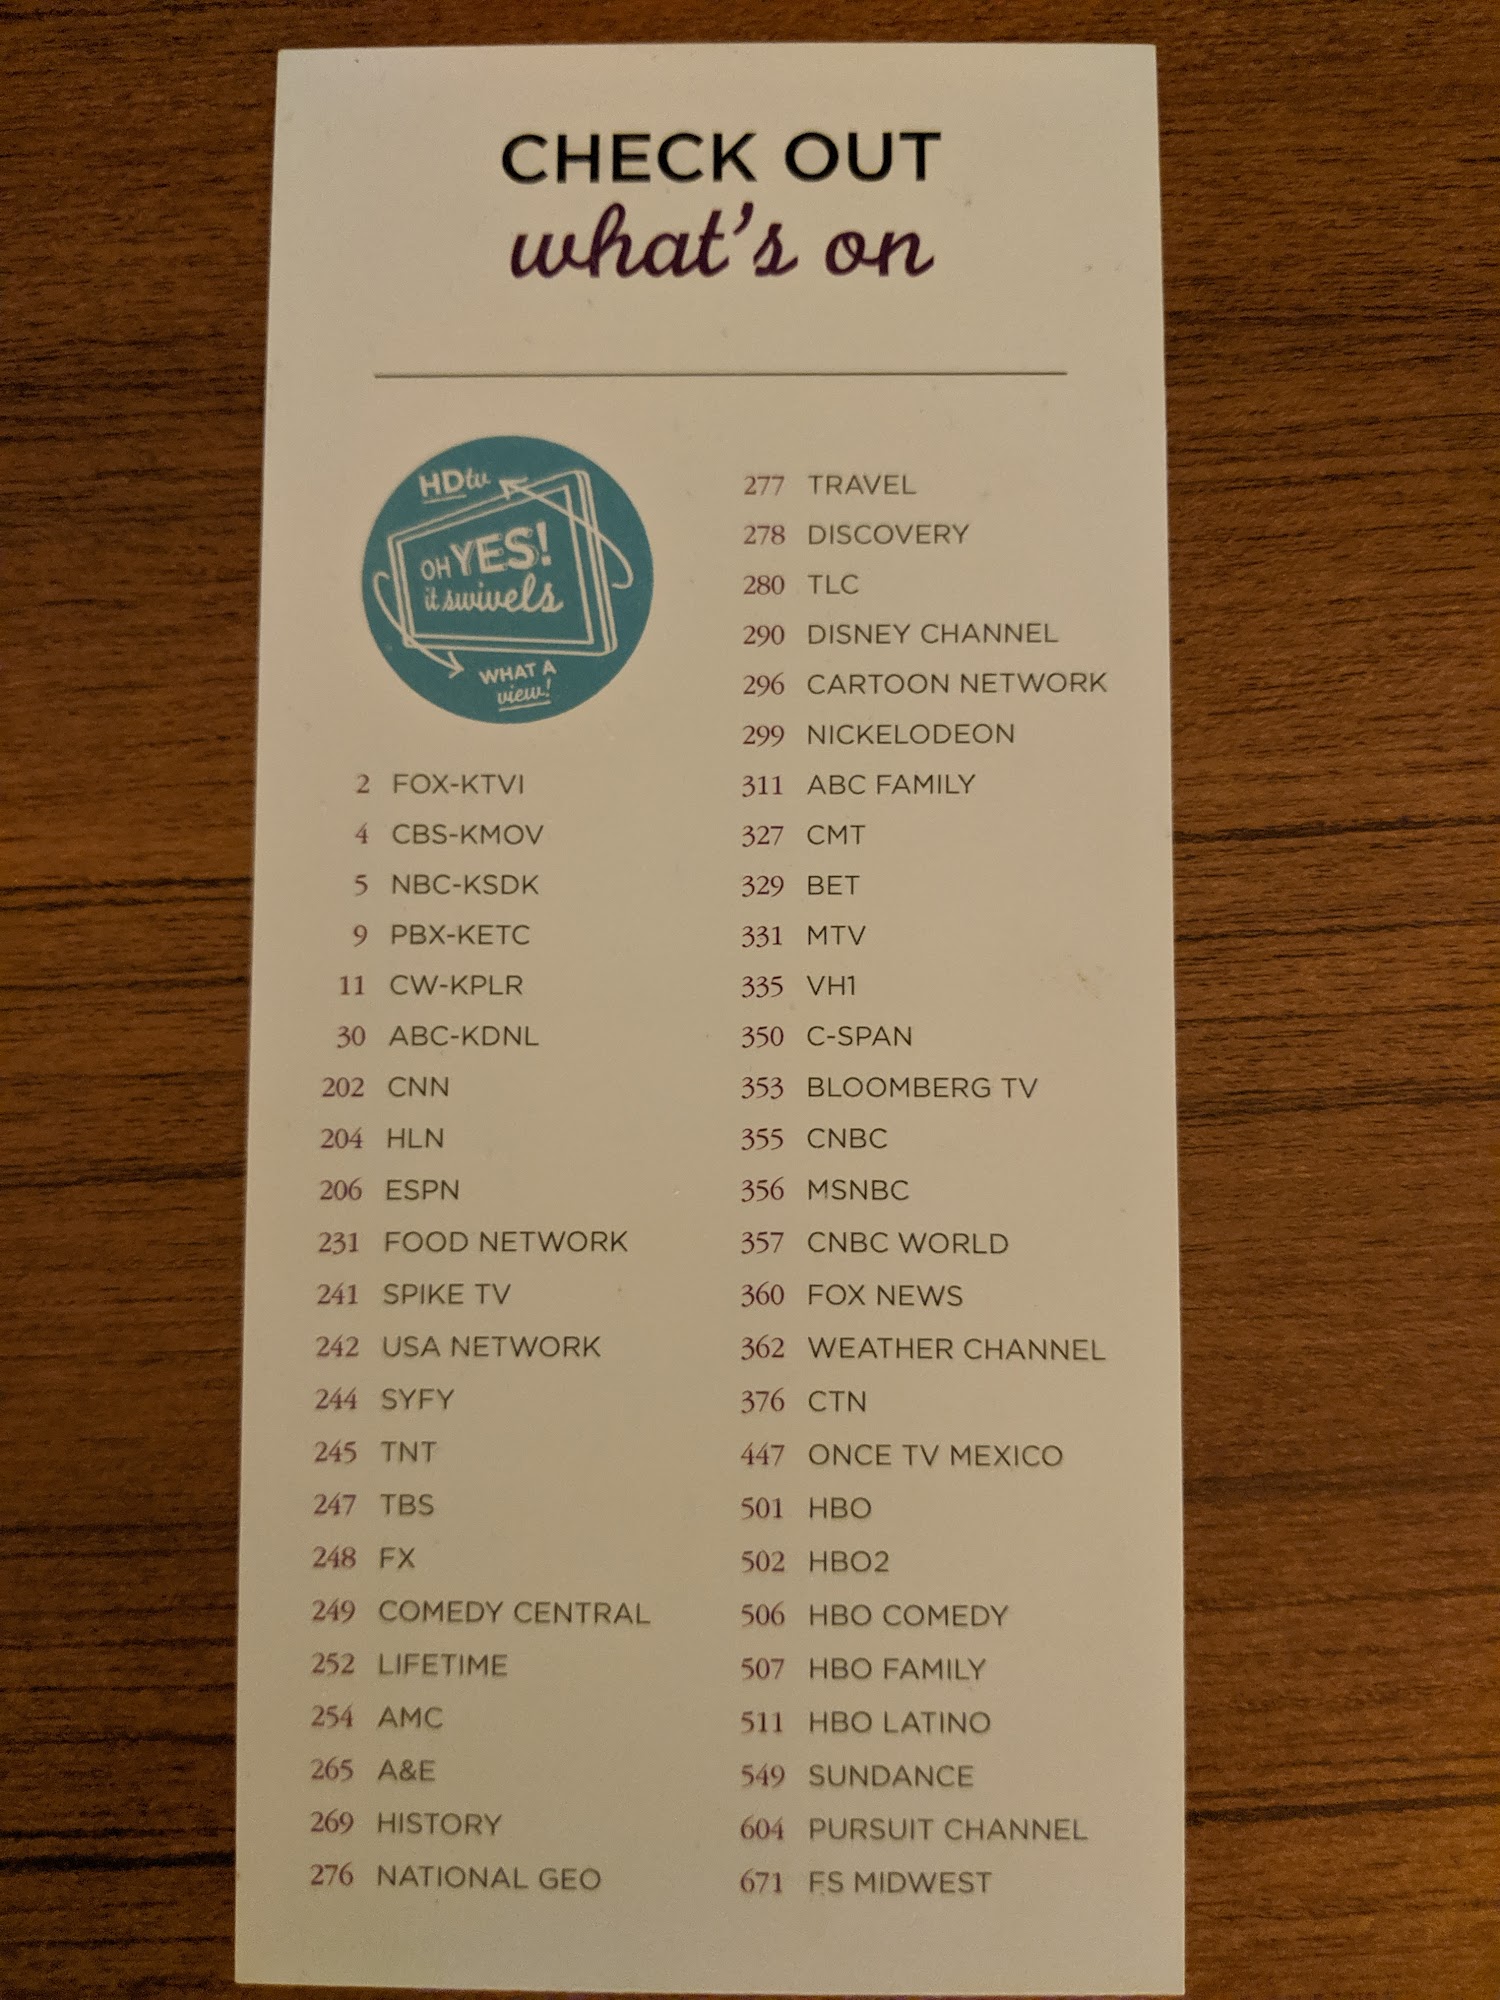 CHECK OUT
what's on
HDtv
OH YES!
it swivels
WHAT A
view!
2 FOX-KTVI
4 CBS-KMOV
5 NBC-KSDK
9 PBX-KETC
11 CW-KPLR
30 ABC-KDNL
202 CNN
204 HLN
206 ESPN
231 FOOD NETWORK
241 SPIKE TV
242 USA NETWORK
244 SYFY
245 TNT
247 TBS
248 FX
249 COMEDY CENTRAL
252 LIFETIME
254 AMC
265 A&E
269 HISTORY
276 NATIONAL GEO
277 TRAVEL
278 DISCOVERY
280 TLC
290 DISNEY CHANNEL
296 CARTOON NETWORK
299 NICKELODEON
311 ABC FAMILY
327 CMT
329 BET
331 MTV
335 VH1
350 C-SPAN
353 BLOOMBERG TV
355 CNBC
356 MSNBC
357 CNBC WORLD
360 FOX NEWS
362 WEATHER CHANNEL
376 CTN
447 ONCE TV MEXICO
501 HBO
502 HBO2
506 HBO COMEDY
507 HBO FAMILY
511 HBO LATINO
549 SUNDANCE
604 PURSUIT CHANNEL
671 FS MIDWEST